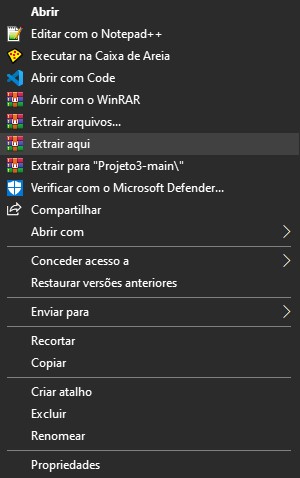 Abrir
Editar com o Notepad++
Executar na Caixa de Areia
Abrir com Code
Abrir com o WinRAR
Extrair arquivos...
Extrair aqui
Extrair para "Projeto3-main\"
Verificar com o Microsoft Defender...
Compartilhar
Abrir com
Conceder acesso a
Restaurar versões anteriores
Enviar para
Recortar
Copiar
Criar atalho
Excluir
Renomear
Propriedades